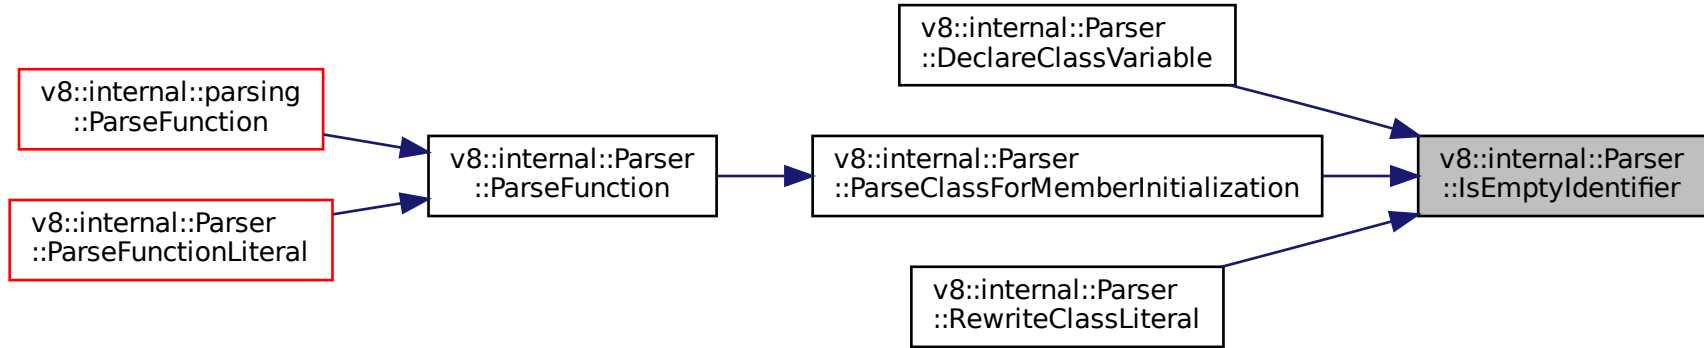 v8::internal::parsing
::ParseFunction
v8::internal::Parser
::ParseFunctionLiteral
v8::internal::Parser
::ParseFunction
v8::internal::Parser
::DeclareClassVariable
v8::internal::Parser
::ParseClassForMemberInitialization
v8::internal::Parser
::RewriteClassLiteral
v8::internal::Parser
::IsEmptyIdentifier